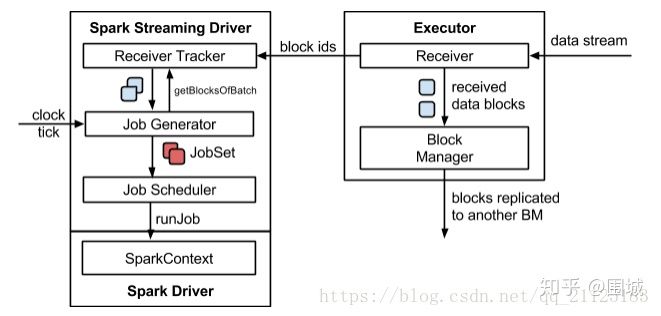 Spark Streaming Driver
Executor
Receiver Tracker
block ids
Receiver
data stream
getBlocksOfBatch
received
data blocks
clock
tick
Job Generator
JobSet
Block
Manager
Job Scheduler
blocks replicated
to another BM
runJob
SparkContext
Spark Driver
知乎 @围城
https://blog.csdn.net/qq_21125183